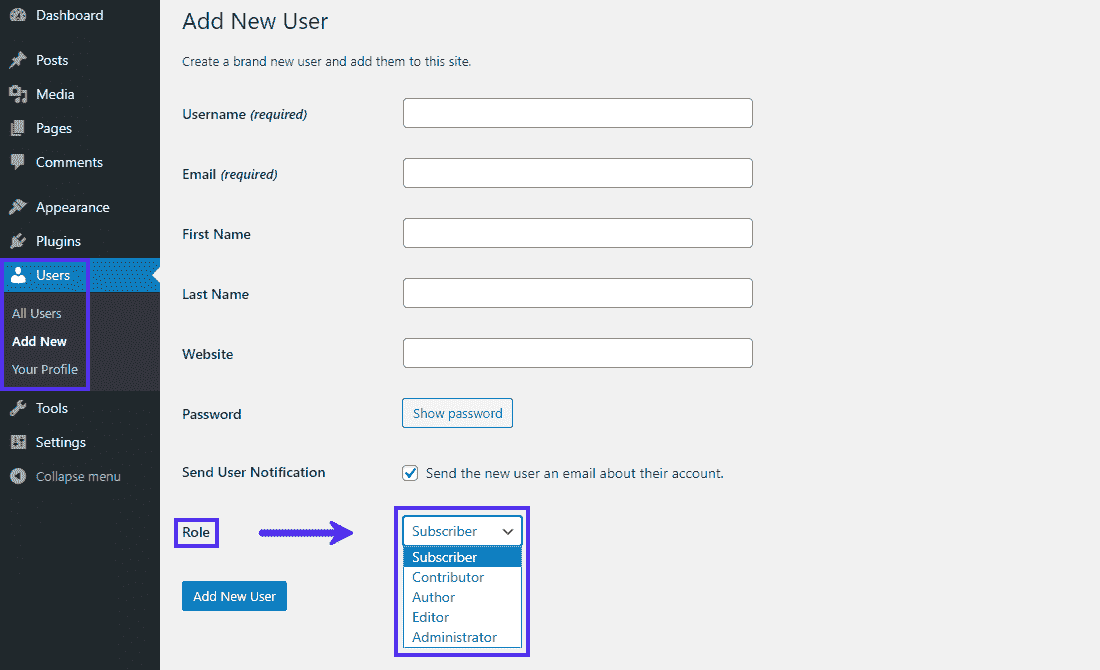 Dashboard
Posts
Media
Pages
Comments
Appearance
Plugins
Users
All Users
Add New
Your Profile
Tools
Settings
Collapse menu
Add New User
Create a brand new user and add them to this site.
Username (required)
Email (required)
First Name
Last Name
Website
Password Show password
Send User Notification Send the new user an email about their account.
Role Subscriber
Subscriber
Contributor
Author
Editor
Administrator
Add New User